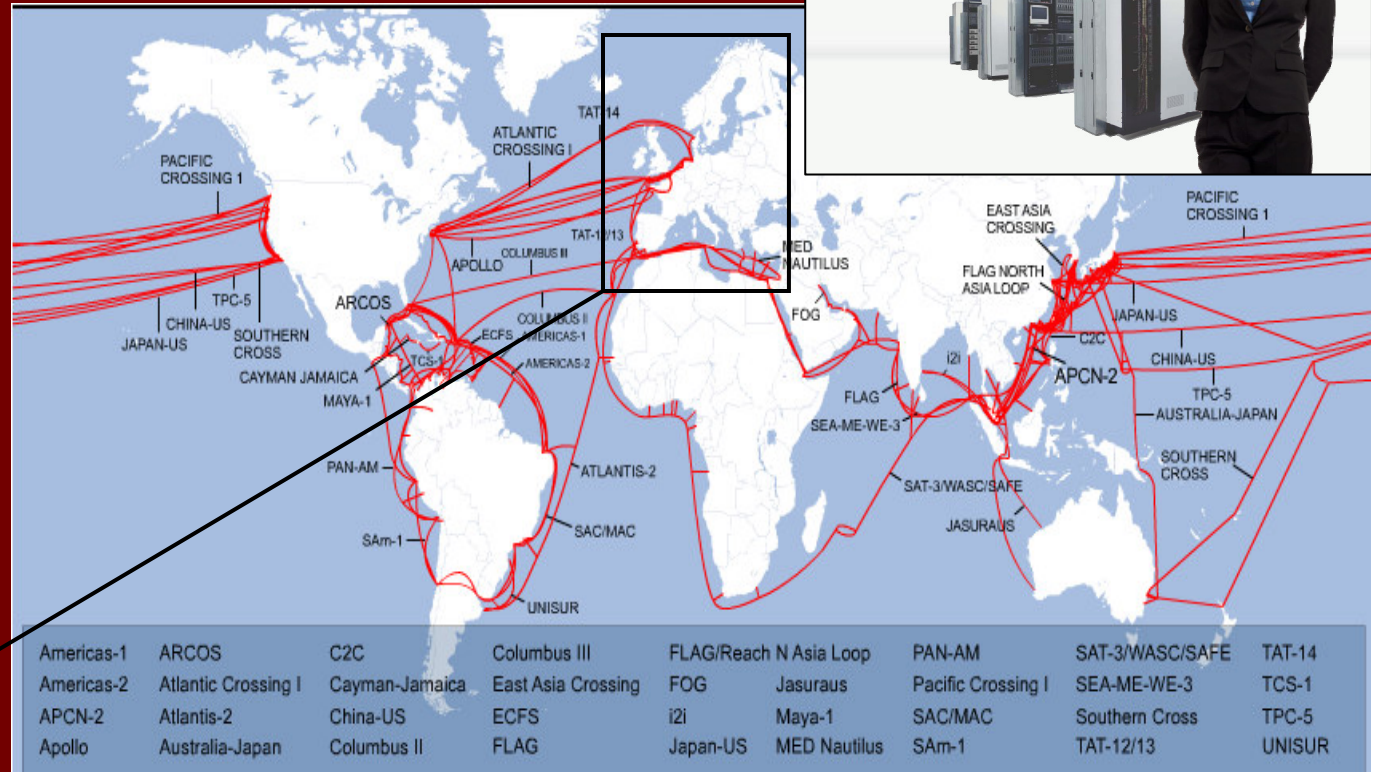 TAT-14
ATLANTIC
CROSSING I
PACIFIC
CROSSING 1
PACIFIC
CROSSING 1
EAST ASIA
CROSSING
TAT-12/13
MED
NAUTILUS
COLUMBUS III
APOLLO
FLAG NORTH
ASIA LOOP
ARCOS
TPC-5
CHINA-US
JAPAN-US
SOUTHERN
CROSS
COLUMBUS II
ECFS
AMERICAS-1
FOG
JAPAN-US
C2C
TCS-1
AMERICAS-2
i2i
CHINA-US
CAYMAN JAMAICA
APCN-2
MAYA-1
FLAG
TPC-5
SEA-ME-WE-3
AUSTRALIA-JAPAN
PAN-AM
ATLANTIS-2
SOUTHERN
CROSS
SAT-3/WASC/SAFE
SAC/MAC
JASURAUS
SAm-1
UNISUR
Americas-1 ARCOS C2C Columbus III FLAG/Reach N Asia Loop PAN-AM SAT-3/WASC/SAFE TAT-14
Americas-2 Atlantic Crossing I Cayman-Jamaica East Asia Crossing FOG Jasuraus Pacific Crossing I SEA-ME-WE-3 TCS-1
APCN-2 Atlantis-2 China-US ECFS i2i Maya-1 SAC/MAC Southern Cross TPC-5
Apollo Australia-Japan Columbus II FLAG Japan-US MED Nautilus SAm-1 TAT-12/13 UNISUR